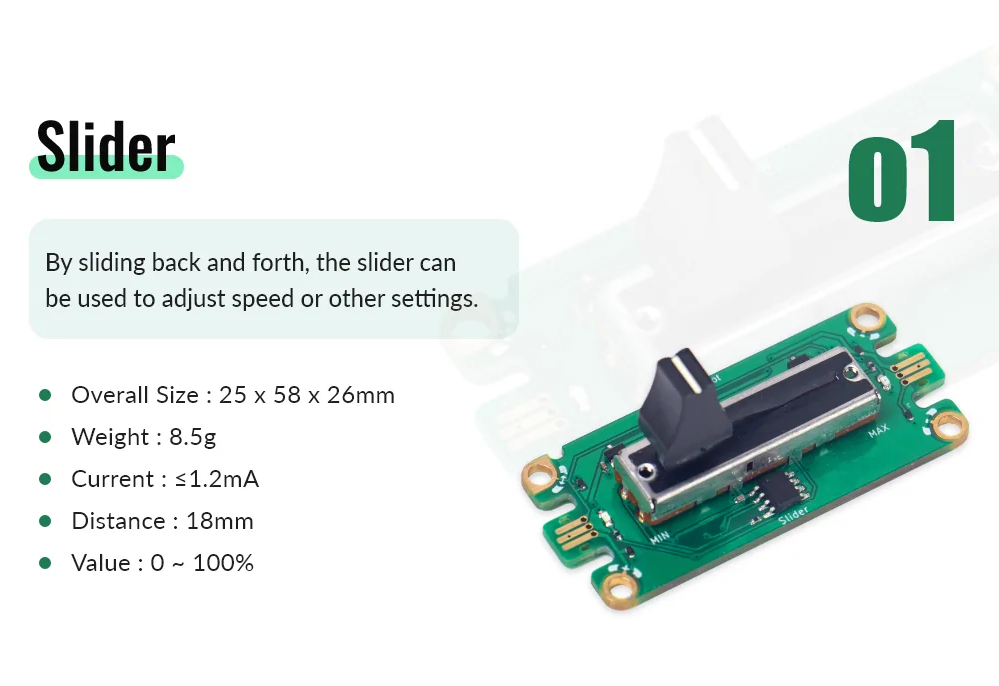 Slider
01
By sliding back and forth, the slider can
be used to adjust speed or other settings.
Overall Size : 25 x 58 x 26mm
Weight : 8.5g
Current : ≤1.2mA
Distance : 18mm
Value : 0 ~ 100%
MAX
MIN
Slider